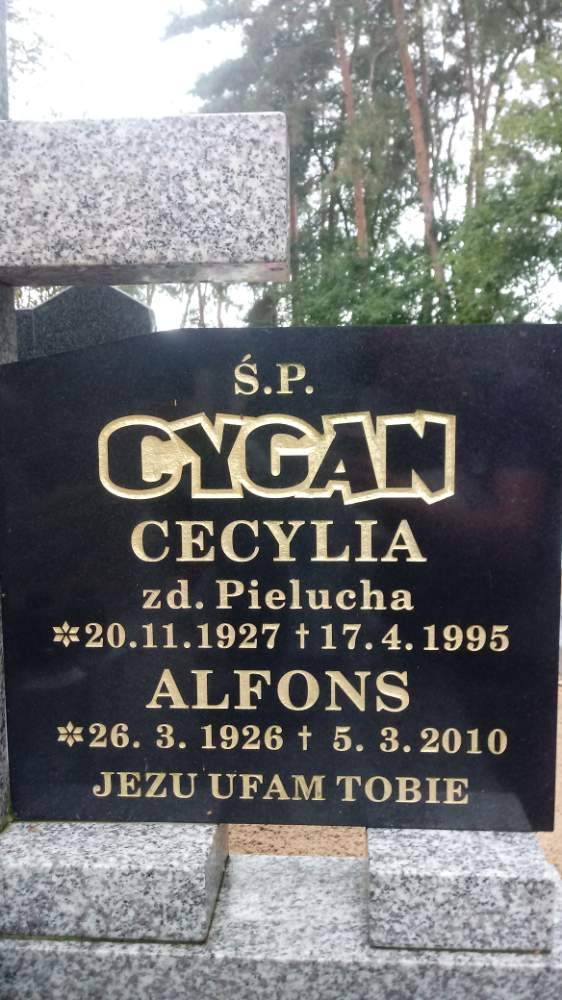 Ś.P.
CYGAN
CECYLIA
zd. Pielucha
*20.11.1927 †17.4.1995
ALFONS
*26. 3. 1926 † 5. 3. 2010
JEZU UFAM TOBIE